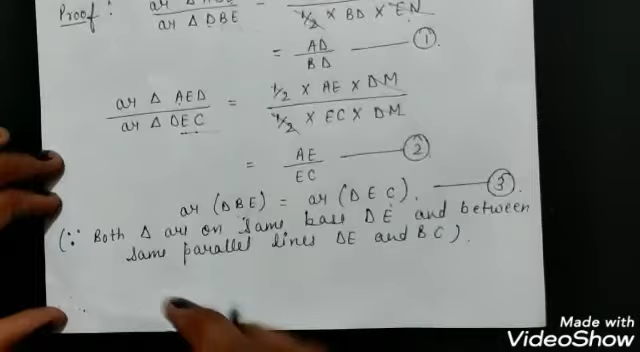 Proof: ar Δ / ar Δ DBE = / ½ × BD × EN
= AD / BD ——— ①.
ar Δ AED / ar Δ DEC = ½ × AE × DM / ½ × EC × DM
= AE / EC ——— ②
ar (DBE) = ar (DEC). ——— ③.
(∵ Both Δ are on same base DE and between
same parallel lines DE and BC).
Made with
VideoShow